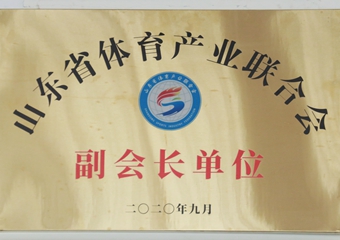 山东省体育产业联合会
副会长单位
二〇二〇年九月